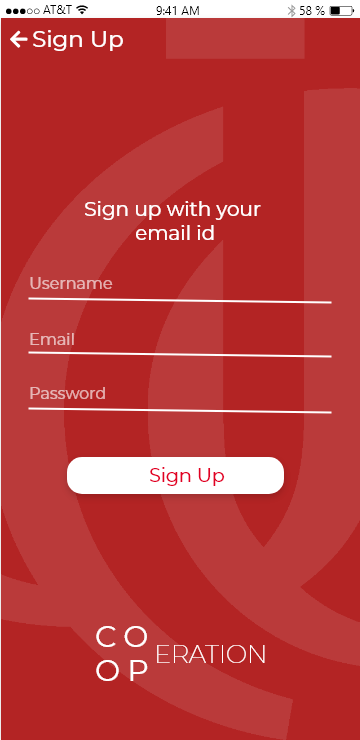 AT&T 9:41 AM 58 %
Sign Up
Sign up with your
email id
Username
Email
Password
Sign Up
CO
OP ERATION